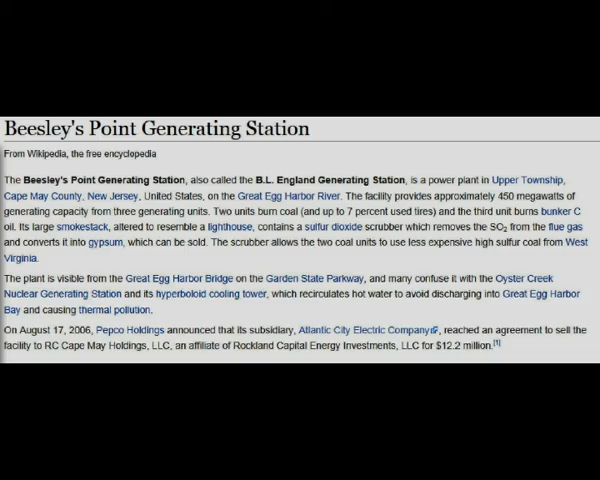 Beesley's Point Generating Station
From Wikipedia, the free encyclopedia
The Beesley's Point Generating Station, also called the B.L. England Generating Station, is a power plant in Upper Township,
Cape May County, New Jersey, United States, on the Great Egg Harbor River. The facility provides approximately 450 megawatts of
generating capacity from three generating units. Two units burn coal (and up to 7 percent used tires) and the third unit burns bunker C
oil. Its large smokestack, altered to resemble a lighthouse, contains a sulfur dioxide scrubber which removes the SO₂ from the flue gas
and converts it into gypsum, which can be sold. The scrubber allows the two coal units to use less expensive high sulfur coal from West
Virginia.
The plant is visible from the Great Egg Harbor Bridge on the Garden State Parkway, and many confuse it with the Oyster Creek
Nuclear Generating Station and its hyperboloid cooling tower, which recirculates hot water to avoid discharging into Great Egg Harbor
Bay and causing thermal pollution.
On August 17, 2006, Pepco Holdings announced that its subsidiary, Atlantic City Electric Company, reached an agreement to sell the
facility to RC Cape May Holdings, LLC, an affiliate of Rockland Capital Energy Investments, LLC for $12.2 million.[1]